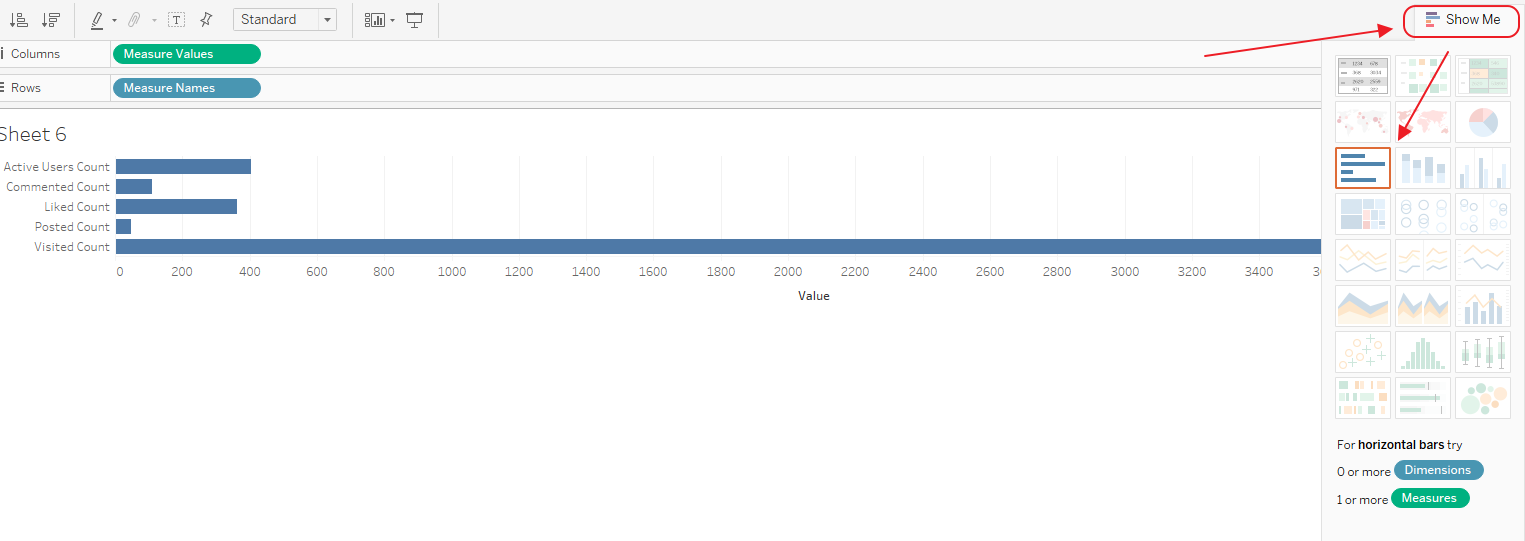 Standard
Show Me
Columns
Measure Values
Rows
Measure Names
Sheet 6
Active Users Count
Commented Count
Liked Count
Posted Count
Visited Count
0 200 400 600 800 1000 1200 1400 1600 1800 2000 2200 2400 2600 2800 3000 3200 3400
Value
For horizontal bars try
0 or more Dimensions
1 or more Measures